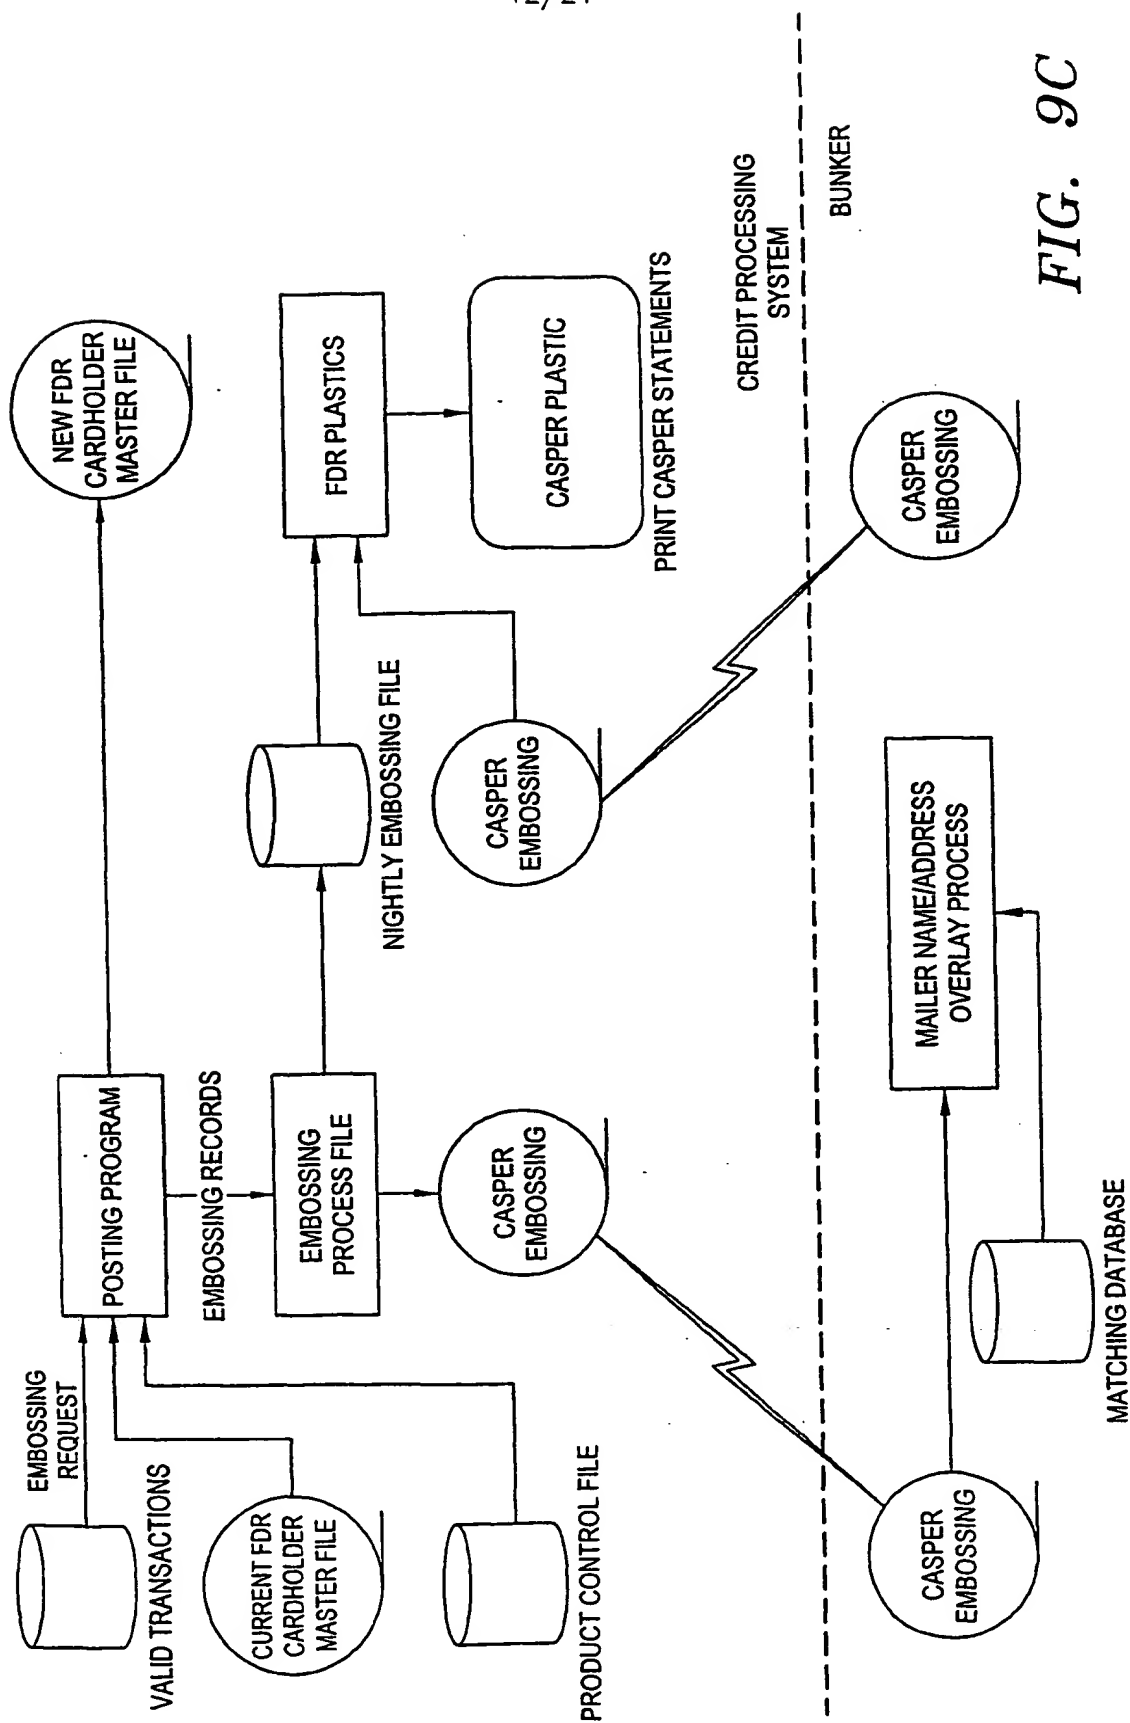 EMBOSSING
REQUEST
VALID TRANSACTIONS
CURRENT FDR
CARDHOLDER
MASTER FILE
PRODUCT CONTROL FILE
POSTING PROGRAM
EMBOSSING RECORDS
EMBOSSING
PROCESS FILE
CASPER
EMBOSSING
NEW FDR
CARDHOLDER
MASTER FILE
NIGHTLY EMBOSSING FILE
CASPER
EMBOSSING
FDR PLASTICS
CASPER PLASTIC
PRINT CASPER STATEMENTS
CREDIT PROCESSING
SYSTEM
BUNKER
CASPER
EMBOSSING
MATCHING DATABASE
MAILER NAME/ADDRESS
OVERLAY PROCESS
CASPER
EMBOSSING
FIG. 9C